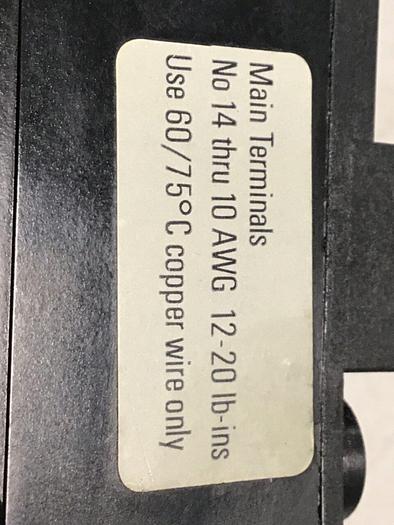 Main Terminals
No 14 thru 10 AWG 12-20 lb-ins
Use 60/75°C copper wire only